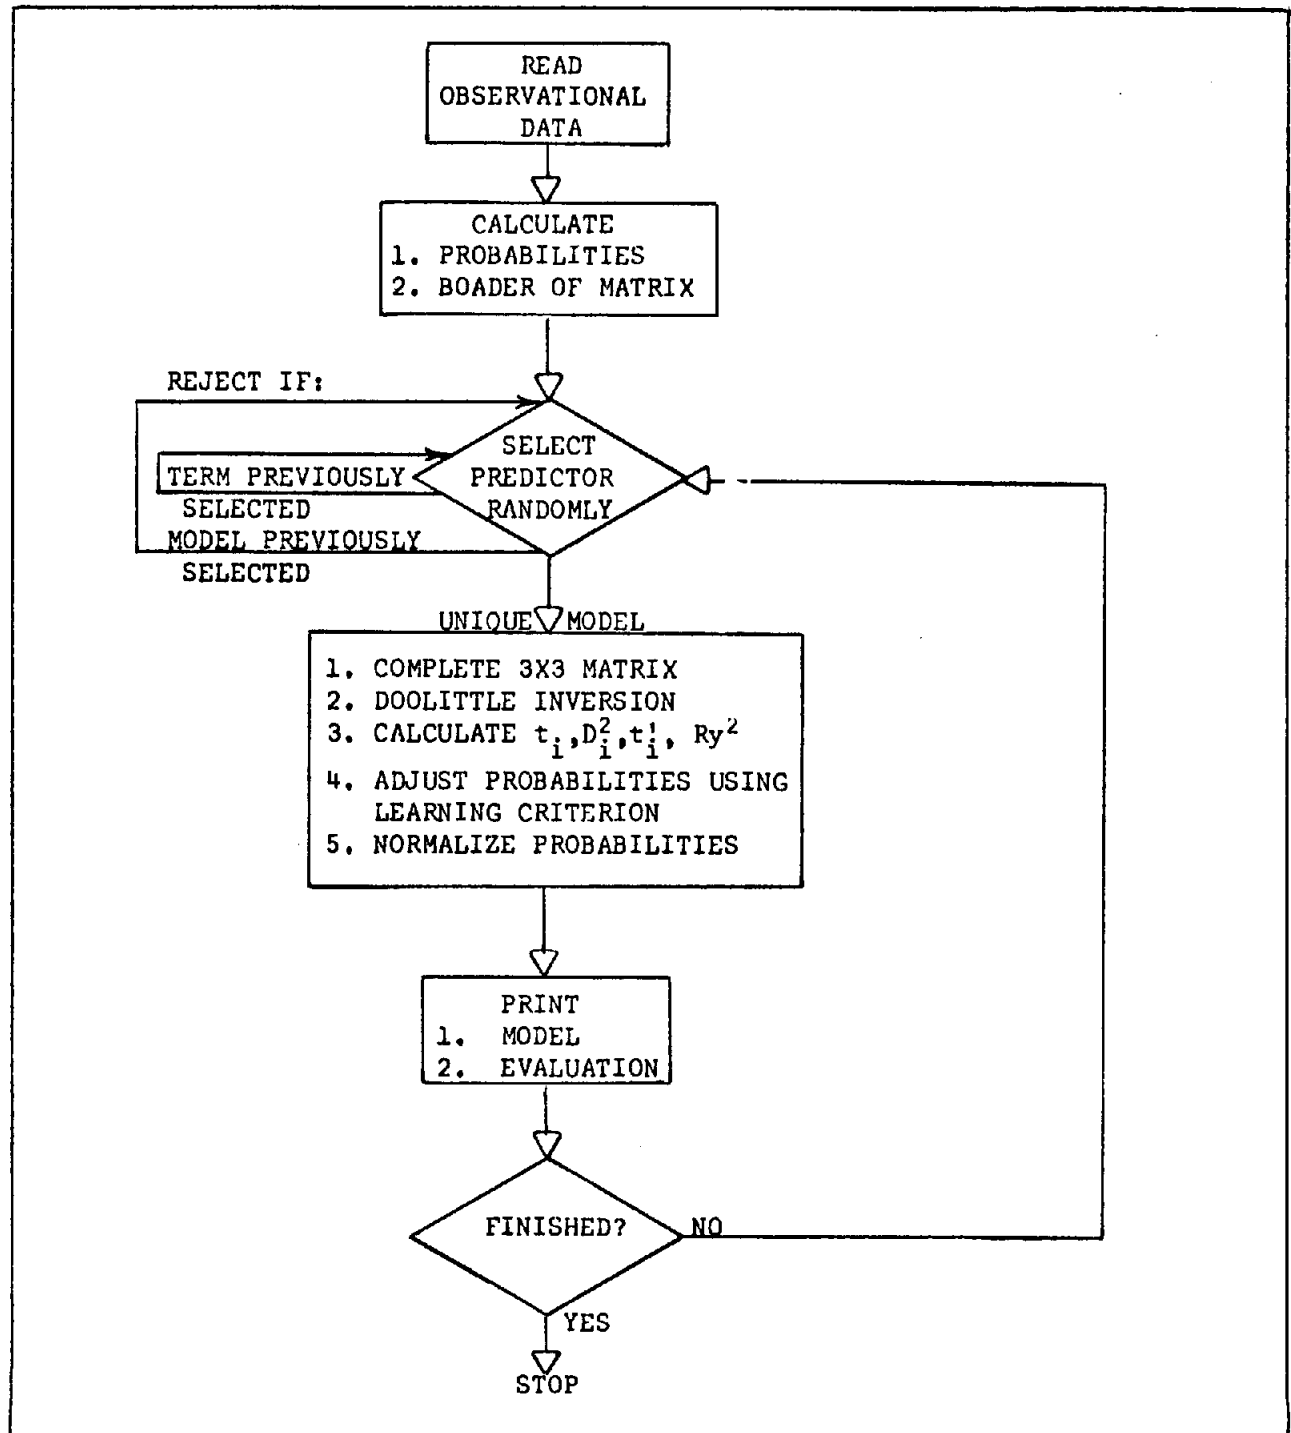 READ
OBSERVATIONAL
DATA
CALCULATE
1. PROBABILITIES
2. BOADER OF MATRIX
REJECT IF:
SELECT
PREDICTOR
RANDOMLY
TERM PREVIOUSLY
SELECTED
MODEL PREVIOUSLY
SELECTED
UNIQUE MODEL
1. COMPLETE 3X3 MATRIX
2. DOOLITTLE INVERSION
3. CALCULATE tᵢ,Dᵢ²,tᵢ', Ry²
4. ADJUST PROBABILITIES USING
LEARNING CRITERION
5. NORMALIZE PROBABILITIES
PRINT
1. MODEL
2. EVALUATION
FINISHED?
NO
YES
STOP